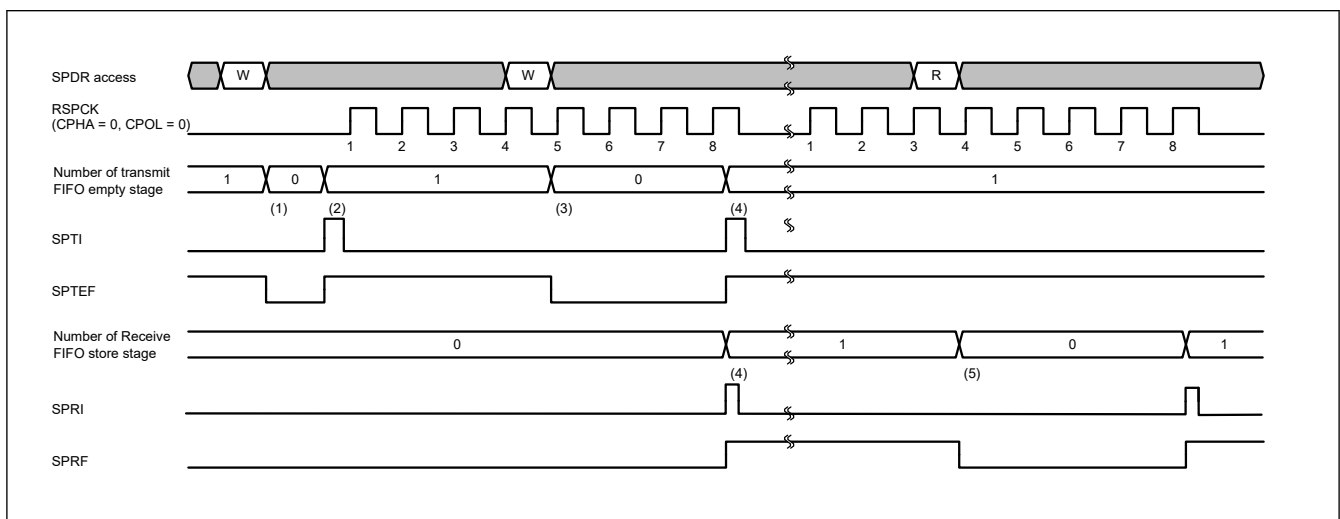 SPDR access W W R
RSPCK
(CPHA = 0, CPOL = 0)
1 2 3 4 5 6 7 8 1 2 3 4 5 6 7 8
Number of transmit
FIFO empty stage
1 0 1 0 1
(1) (2) (3) (4)
SPTI
SPTEF
Number of Receive
FIFO store stage
0 1 0 1
(4) (5)
SPRI
SPRF